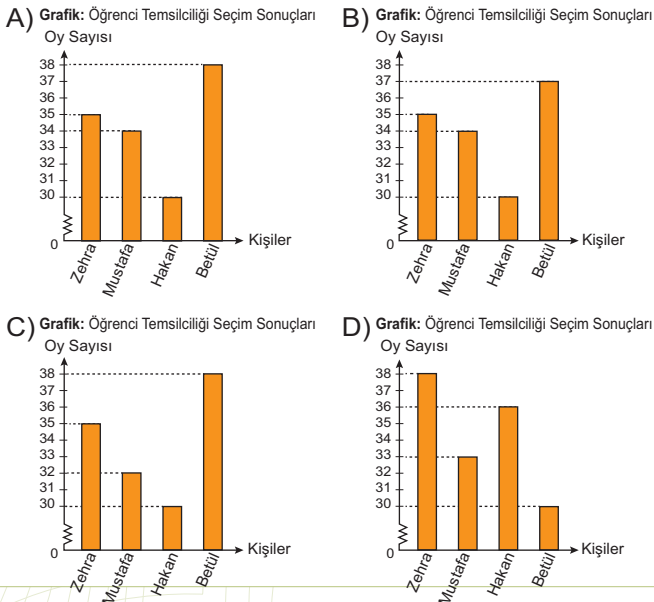 A) Grafik: Öğrenci Temsilciliği Seçim Sonuçları
Oy Sayısı
38
37
36
35
34
33
32
31
30
0
Zehra
Mustafa
Hakan
Betül
Kişiler
B) Grafik: Öğrenci Temsilciliği Seçim Sonuçları
Oy Sayısı
38
37
36
35
34
33
32
31
30
0
Zehra
Mustafa
Hakan
Betül
Kişiler
C) Grafik: Öğrenci Temsilciliği Seçim Sonuçları
Oy Sayısı
38
37
36
35
34
33
32
31
30
0
Zehra
Mustafa
Hakan
Betül
Kişiler
D) Grafik: Öğrenci Temsilciliği Seçim Sonuçları
Oy Sayısı
38
37
36
35
34
33
32
31
30
0
Zehra
Mustafa
Hakan
Betül
Kişiler